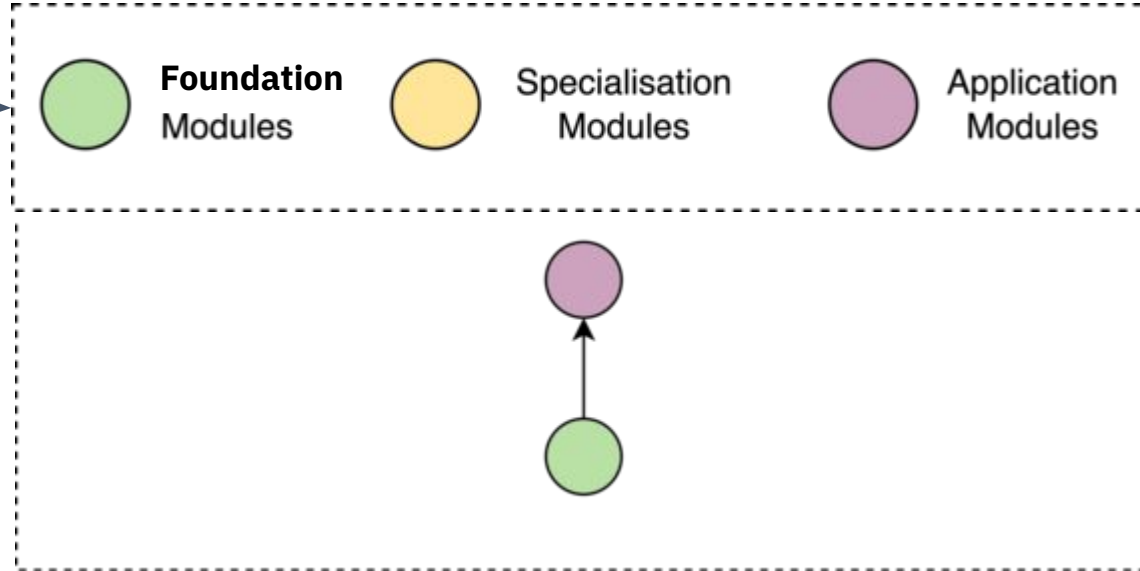 Foundation
Modules
Specialisation
Modules
Application
Modules